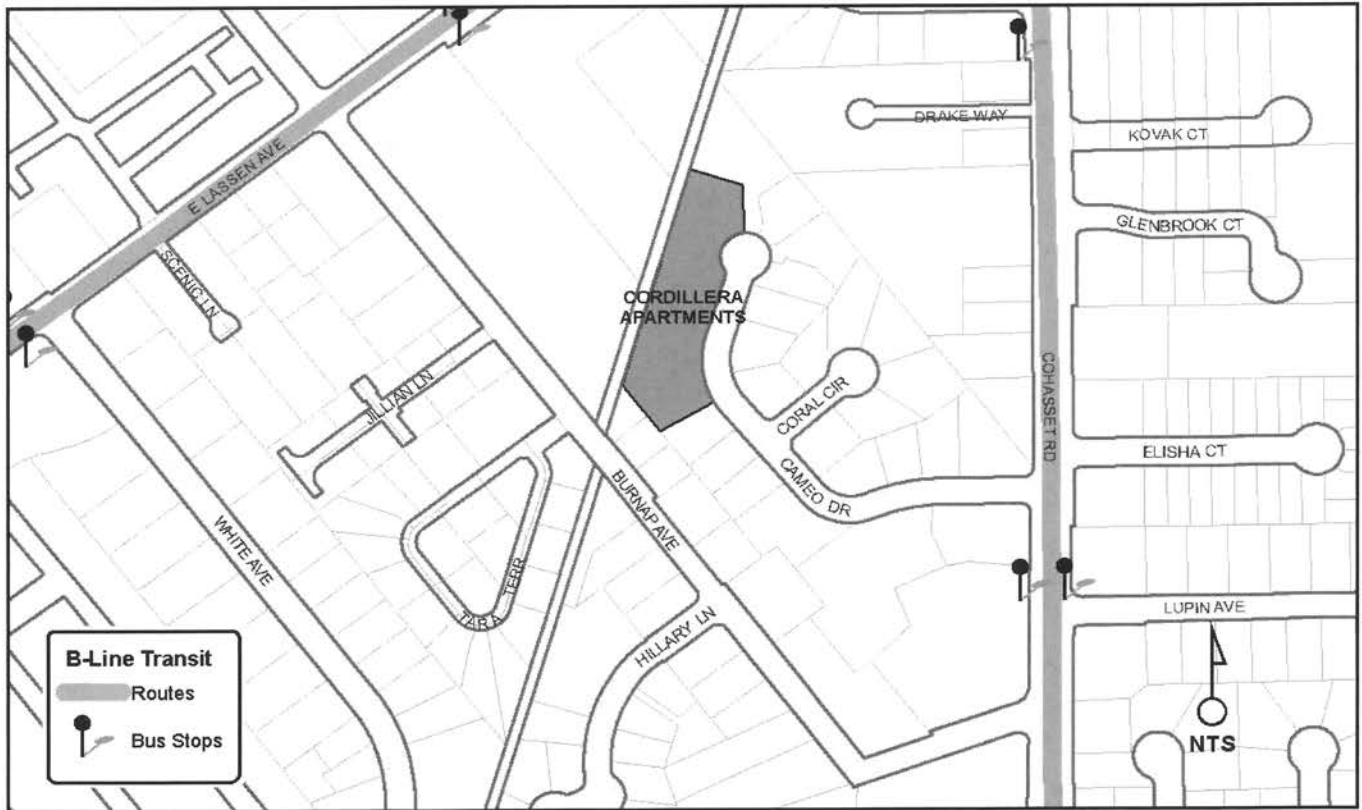 DRAKE WAY
KOVAK CT
E LASSEN AVE
GLENBROOK CT
SCENIC LN
CORDILLERA
APARTMENTS
COHASSET RD
JILLIAN LN
CORAL CIR
ELISHA CT
CAMEO DR
BURNAP AVE
WHITE AVE
TARA TERR
LUPIN AVE
HILLARY LN
B-Line Transit
Routes
Bus Stops
NTS